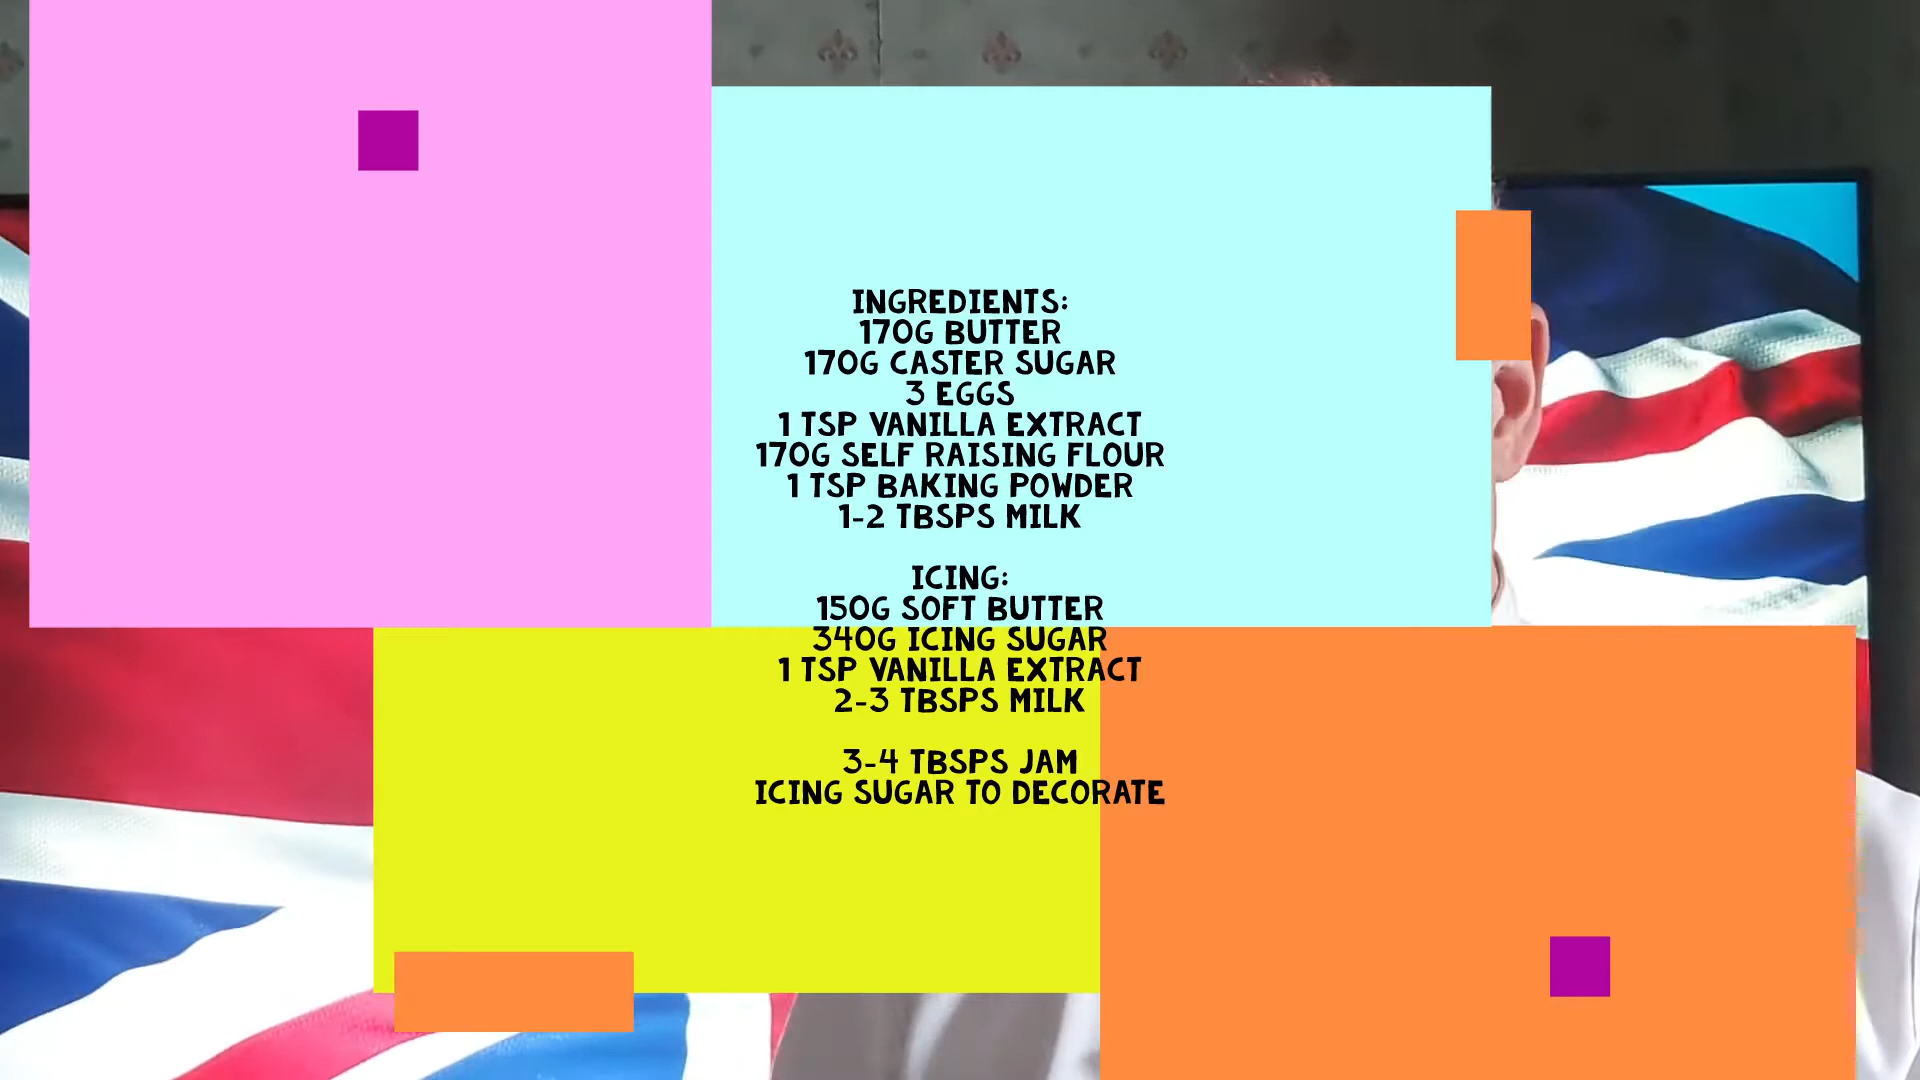 INGREDIENTS:
170G BUTTER
170G CASTER SUGAR
3 EGGS
1 TSP VANILLA EXTRACT
170G SELF RAISING FLOUR
1 TSP BAKING POWDER
1-2 TBSPS MILK
ICING:
150G SOFT BUTTER
340G ICING SUGAR
1 TSP VANILLA EXTRACT
2-3 TBSPS MILK
3-4 TBSPS JAM
ICING SUGAR TO DECORATE